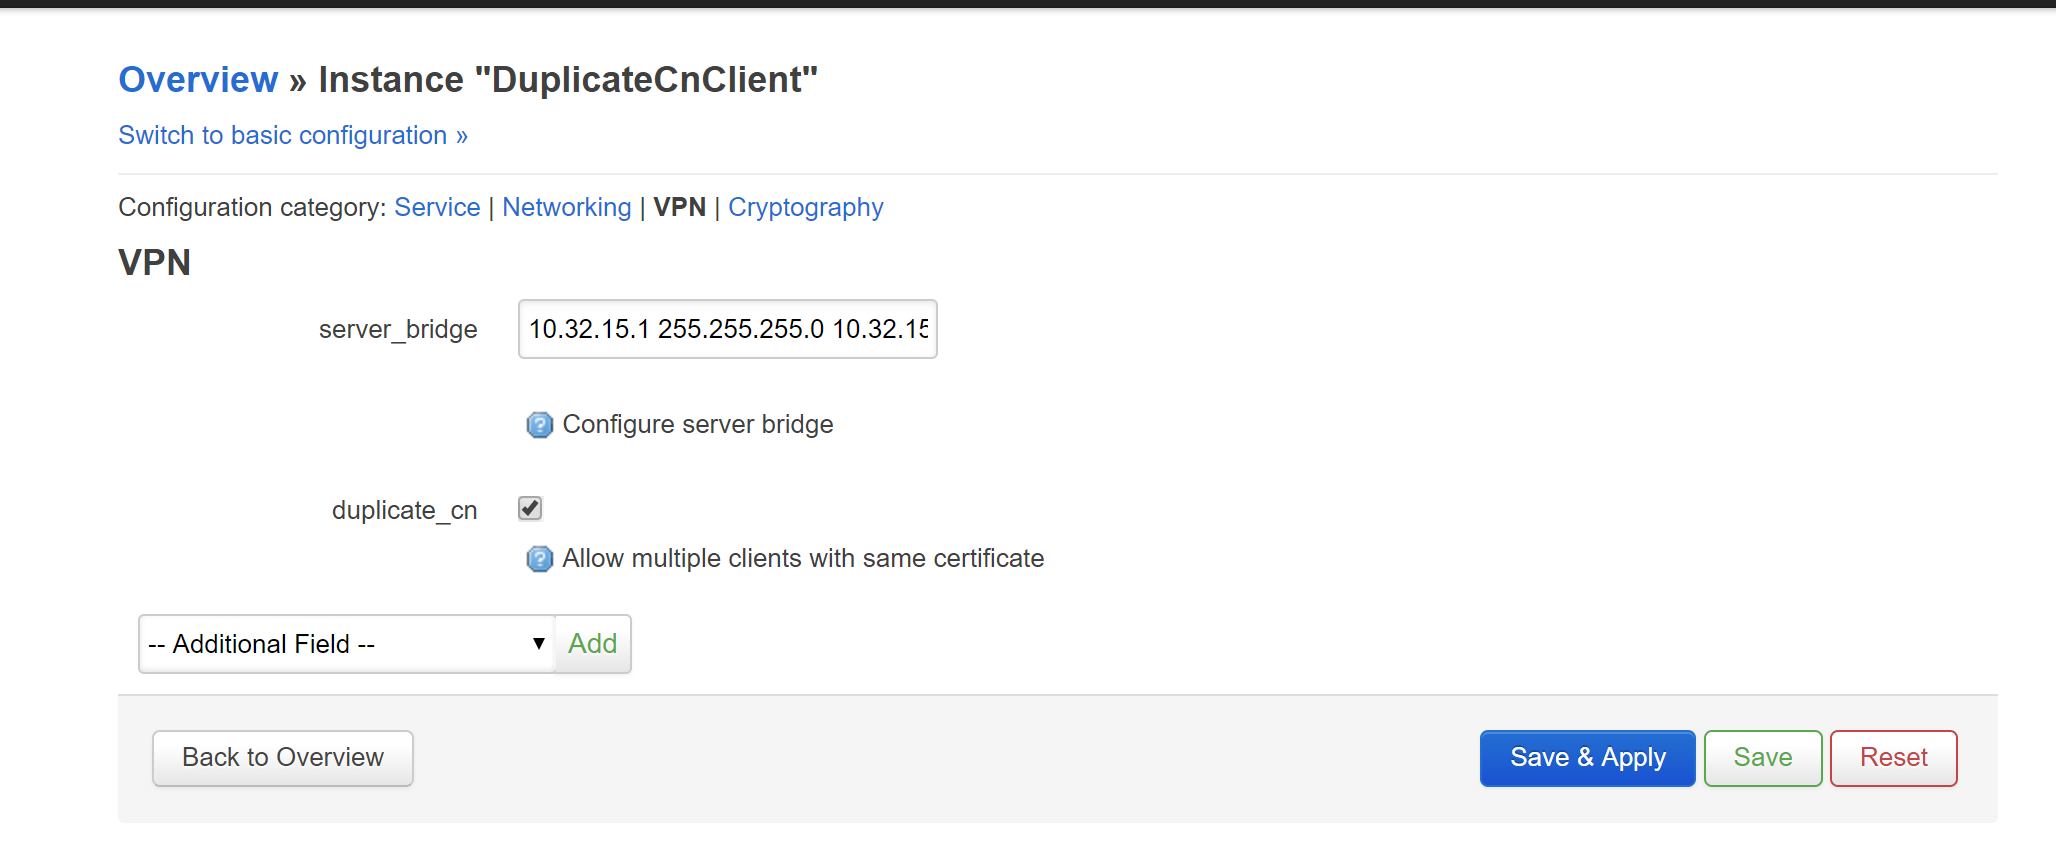 Overview » Instance "DuplicateCnClient"
Switch to basic configuration »
Configuration category: Service | Networking | VPN | Cryptography
VPN
server_bridge 10.32.15.1 255.255.255.0 10.32.15
Configure server bridge
duplicate_cn
Allow multiple clients with same certificate
-- Additional Field -- Add
Back to Overview Save & Apply Save Reset